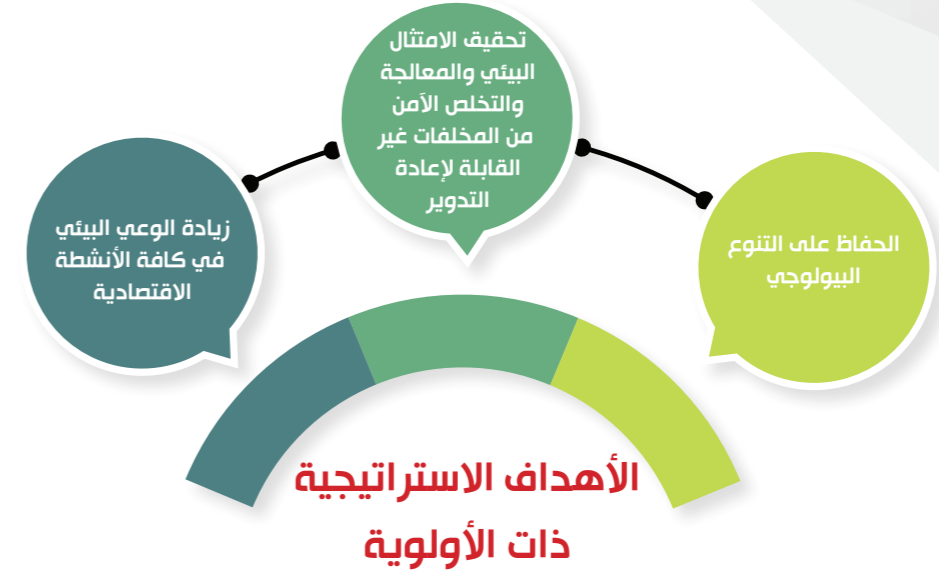 الحفاظ على التنوع
البيولوجي
تحقيق الامتثال
البيئي والمعالجة
والتخلص الآمن
من المخلفات غير
القابلة لإعادة
التدوير
زيادة الوعي البيئي
في كافة الأنشطة
الاقتصادية
الأهداف الاستراتيجية
ذات الأولوية